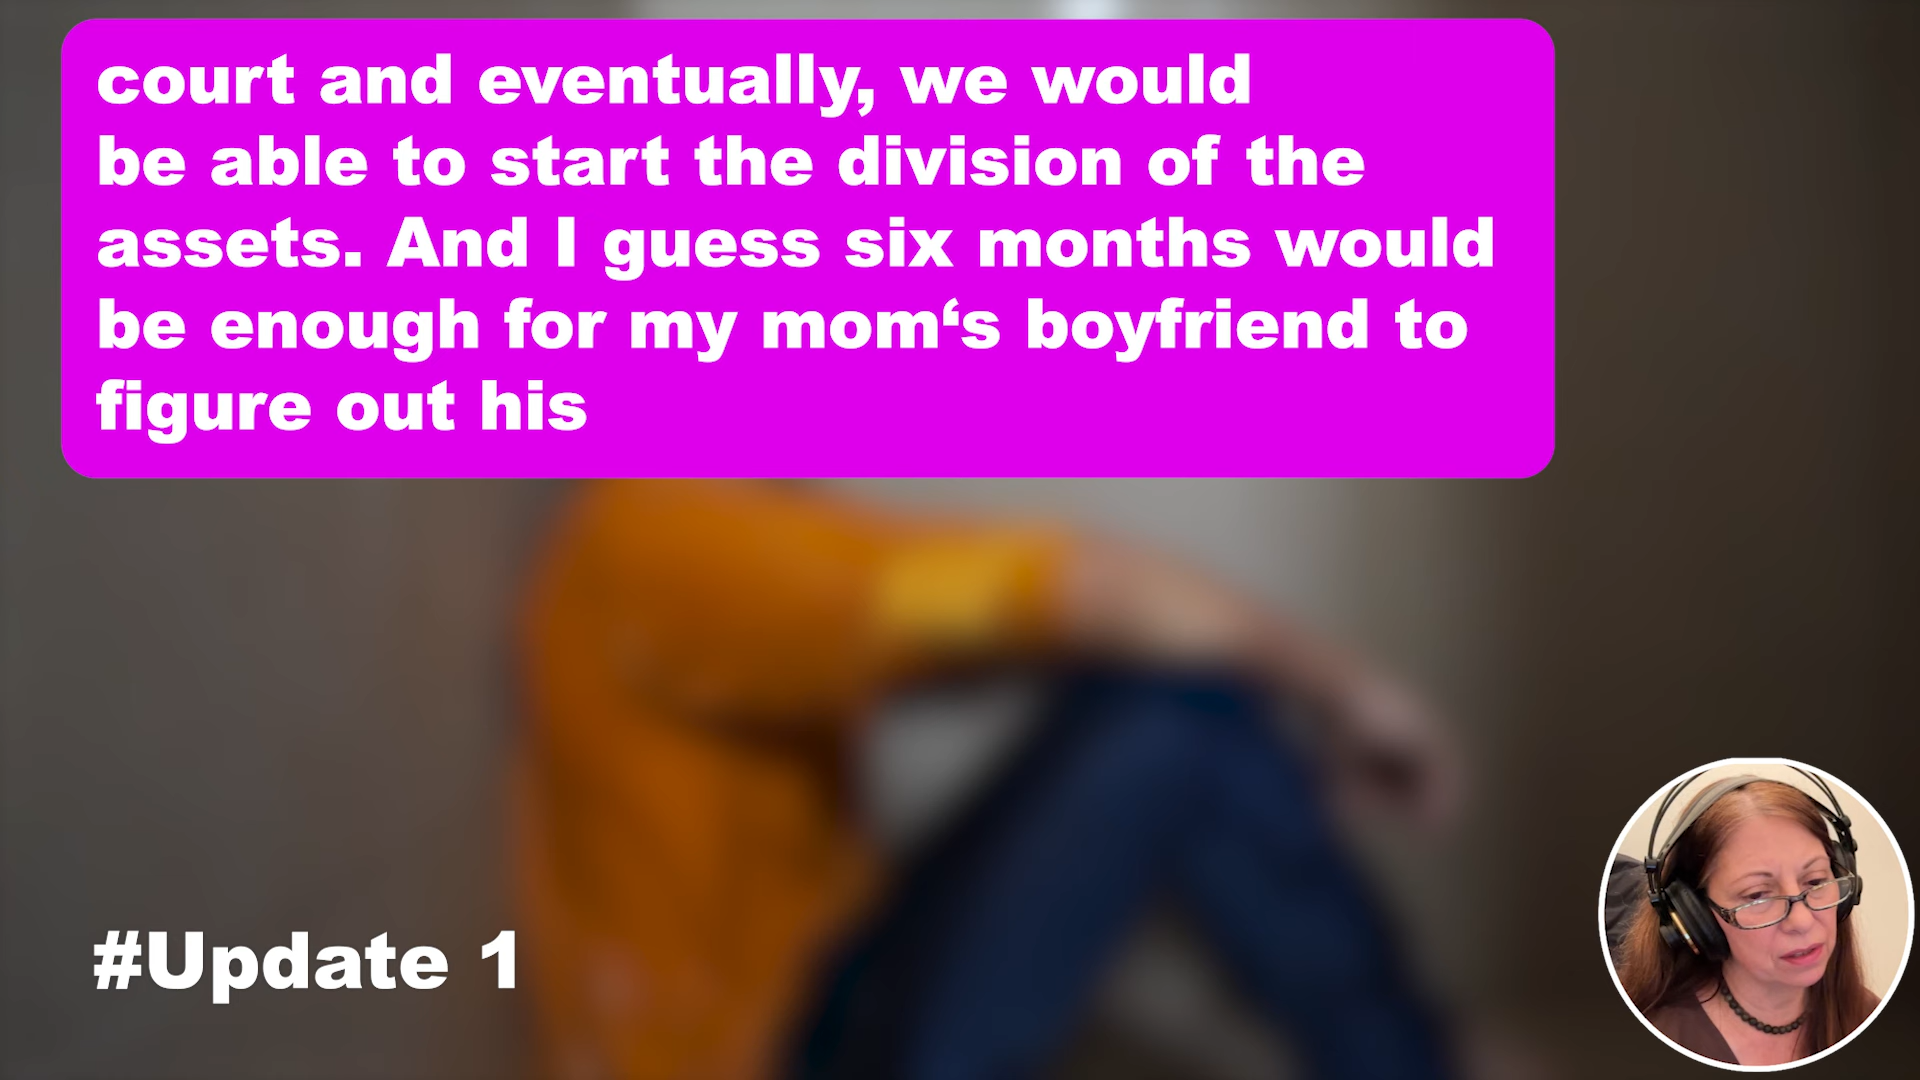 court and eventually, we would
be able to start the division of the
assets. And I guess six months would
be enough for my mom‘s boyfriend to
figure out his
#Update 1